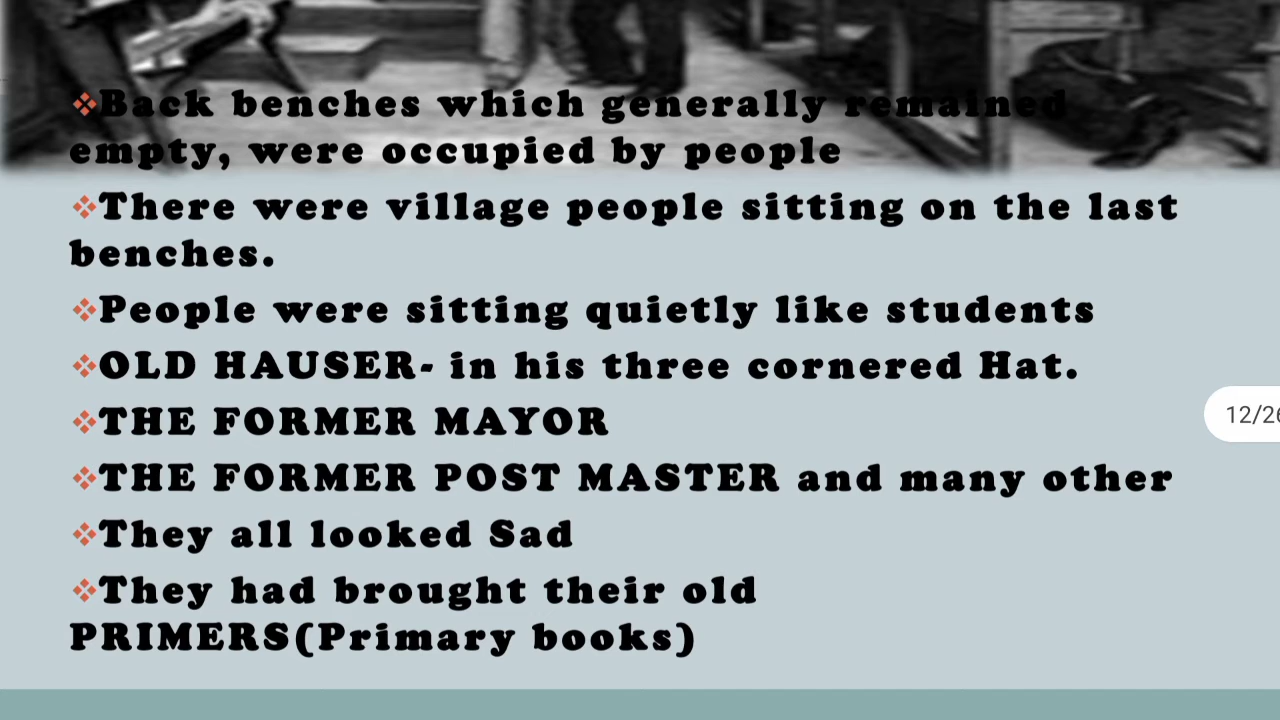 ❖Back benches which generally remained
empty, were occupied by people
❖There were village people sitting on the last
benches.
❖People were sitting quietly like students
❖OLD HAUSER- in his three cornered Hat.
❖THE FORMER MAYOR
❖THE FORMER POST MASTER and many other
❖They all looked Sad
❖They had brought their old
PRIMERS(Primary books)
12/26